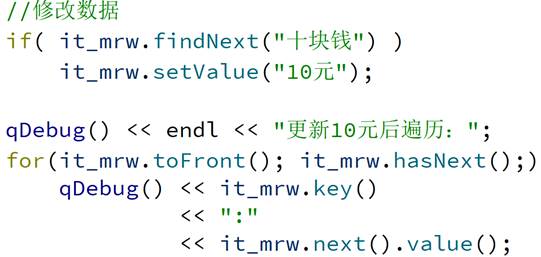 //修改数据
if( it_mrw.findNext("十块钱") )
    it_mrw.setValue("10元");

qDebug() << endl << "更新10元后遍历：";
for(it_mrw.toFront(); it_mrw.hasNext();)
    qDebug() << it_mrw.key()
             << ":"
             << it_mrw.next().value();